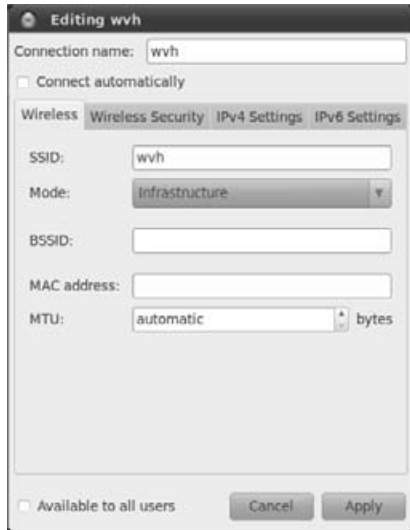 Editing wvh
Connection name: wvh
Connect automatically
Wireless Wireless Security IPv4 Settings IPv6 Settings
SSID: wvh
Mode: Infrastructure
BSSID:
MAC address:
MTU: automatic bytes
Available to all users Cancel Apply